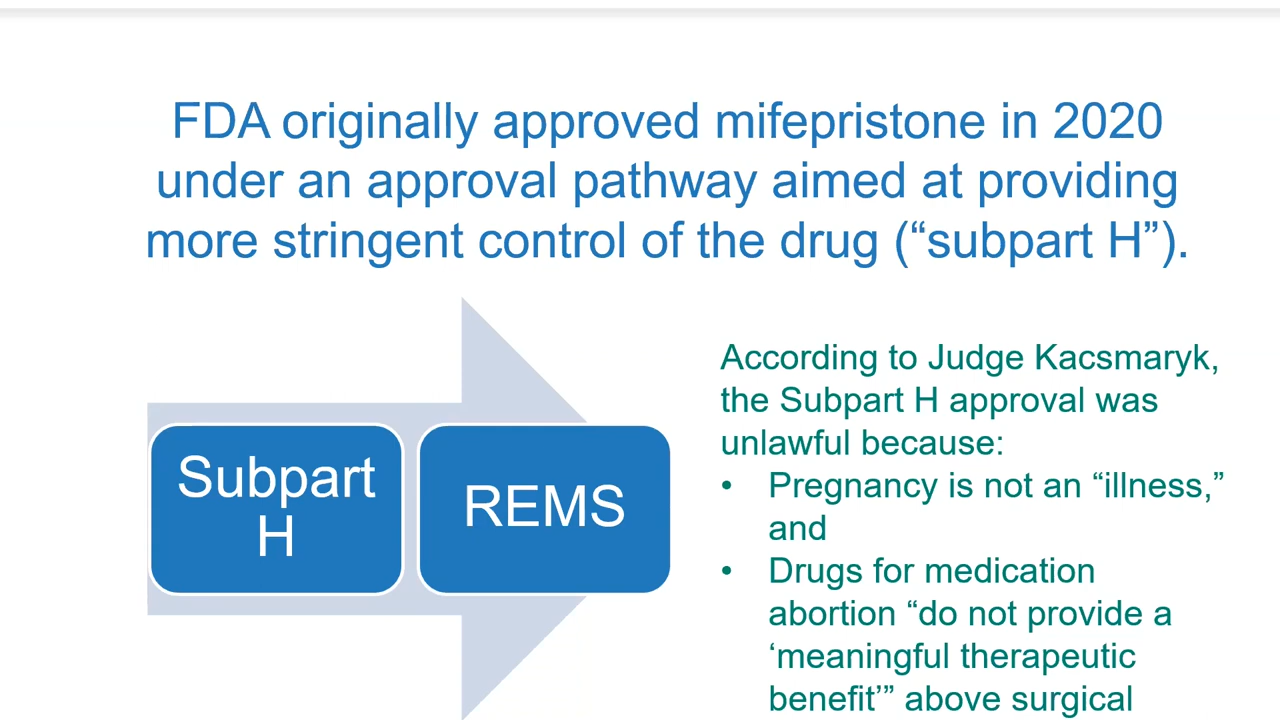 FDA originally approved mifepristone in 2020
under an approval pathway aimed at providing
more stringent control of the drug (“subpart H”).
Subpart
H
REMS
According to Judge Kacsmaryk,
the Subpart H approval was
unlawful because:
• Pregnancy is not an “illness,”
and
• Drugs for medication
abortion “do not provide a
‘meaningful therapeutic
benefit’” above surgical